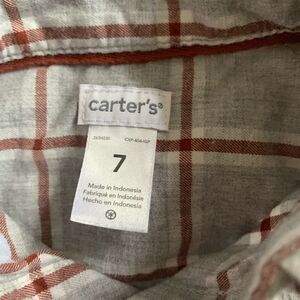 carter's®
7
Made in Indonesia
Fabriqué en Indonésie
Hecho en Indonesia